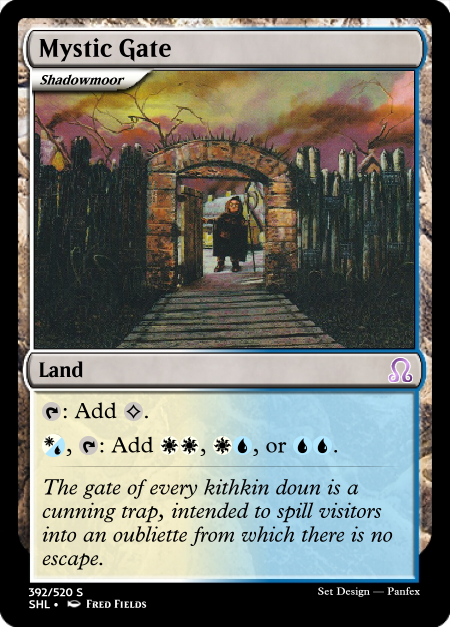 Mystic Gate
Shadowmoor
Land
: Add .
, : Add , , or .
The gate of every kithkin doun is a
cunning trap, intended to spill visitors
into an oubliette from which there is no
escape.
392/520 S
Set Design — Panfex
SHL • Fred Fields